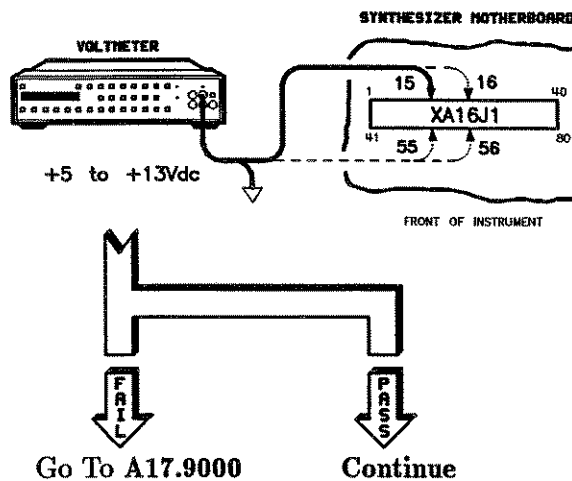 SYNTHESIZER MOTHERBOARD
VOLTMETER
15 16
1 40
XA16J1
41 80
55 56
+5 to +13Vdc
FRONT OF INSTRUMENT
FAIL
PASS
Go To A17.9000
Continue